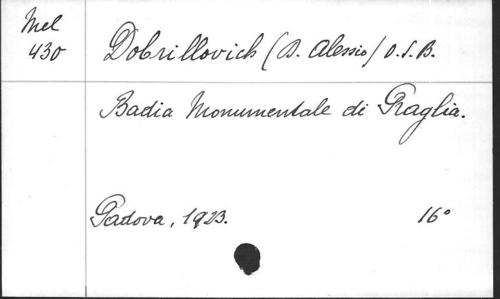 Mel
430
Dobrillovich (D. Alessio) O.S.B.
Badia Monumentale di Praglia.
Padova, 1923. 16°